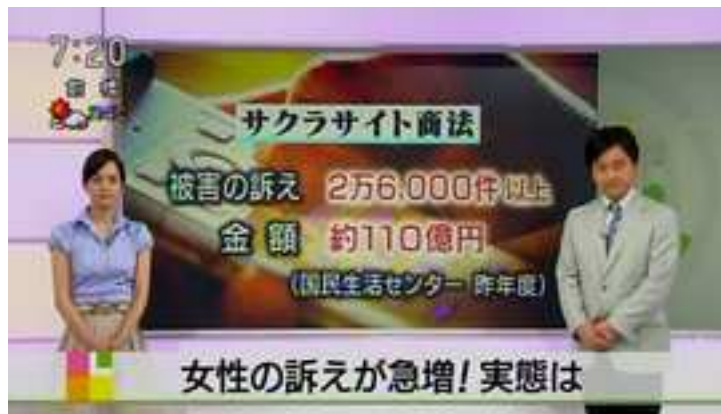 7:20
サクラサイト商法
被害の訴え 2万6,000件以上
金額 約110億円
(国民生活センター 昨年度)
女性の訴えが急増!実態は